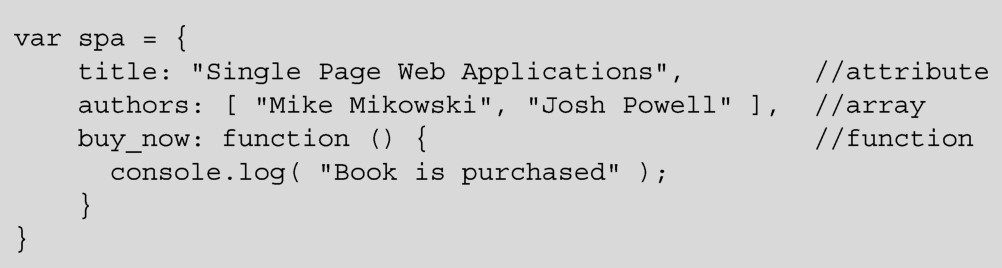 var spa = {
    title: "Single Page Web Applications",        //attribute
    authors: [ "Mike Mikowski", "Josh Powell" ],  //array
    buy_now: function () {                        //function
      console.log( "Book is purchased" );
    }
}